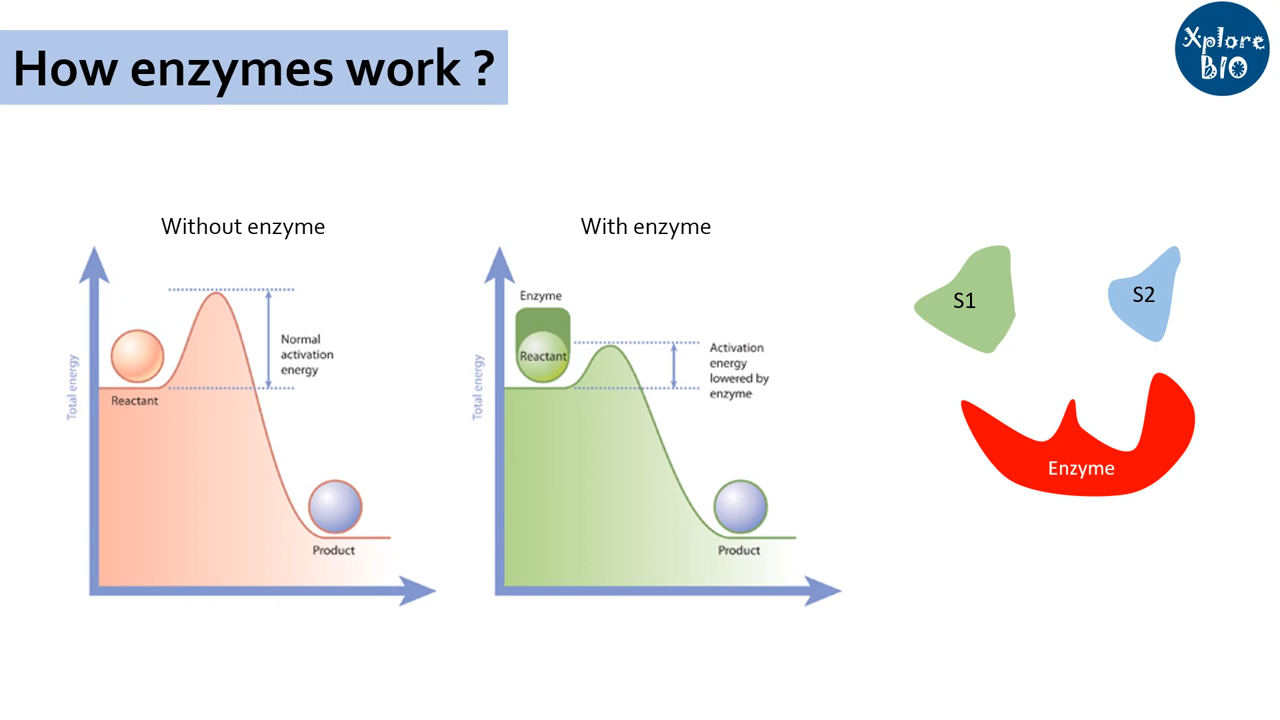 How enzymes work ?
Xplore
BIO
Without enzyme
Total energy
Reactant
Normal
activation
energy
Product
With enzyme
Total energy
Enzyme
Reactant
Activation
energy
lowered by
enzyme
Product
S1
S2
Enzyme